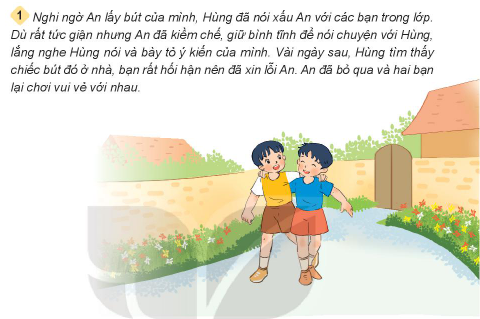 1 Nghi ngờ An lấy bút của mình, Hùng đã nói xấu An với các bạn trong lớp.
Dù rất tức giận nhưng An đã kiềm chế, giữ bình tĩnh để nói chuyện với Hùng,
lắng nghe Hùng nói và bày tỏ ý kiến của mình. Vài ngày sau, Hùng tìm thấy
chiếc bút đó ở nhà, bạn rất hối hận nên đã xin lỗi An. An đã bỏ qua và hai bạn
lại chơi vui vẻ với nhau.